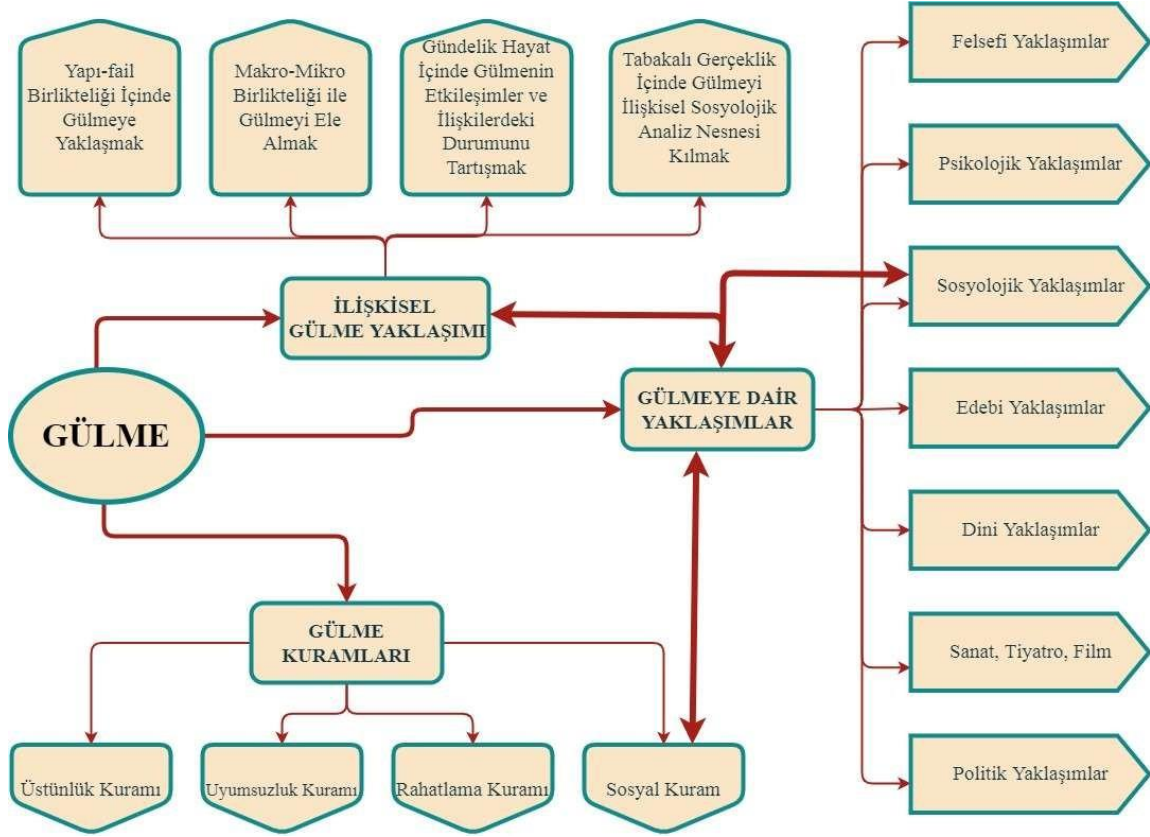 Yapı-fail
Birlikteliği İçinde
Gülmeye
Yaklaşmak
Makro-Mikro
Birlikteliği ile
Gülmeyi Ele
Almak
Gündelik Hayat
İçinde Gülmenin
Etkileşimler ve
İlişkilerdeki
Durumunu
Tartışmak
Tabakalı Gerçeklik
İçinde Gülmeyi
İlişkisel Sosyolojik
Analiz Nesnesi
Kılmak
Felsefi Yaklaşımlar
Psikolojik Yaklaşımlar
Sosyolojik Yaklaşımlar
Edebi Yaklaşımlar
Dini Yaklaşımlar
Sanat, Tiyatro, Film
Politik Yaklaşımlar
İLİŞKİSEL
GÜLME YAKLAŞIMI
GÜLMEYE DAİR
YAKLAŞIMLAR
GÜLME
GÜLME
KURAMLARI
Üstünlük Kuramı
Uyumsuzluk Kuramı
Rahatlama Kuramı
Sosyal Kuram